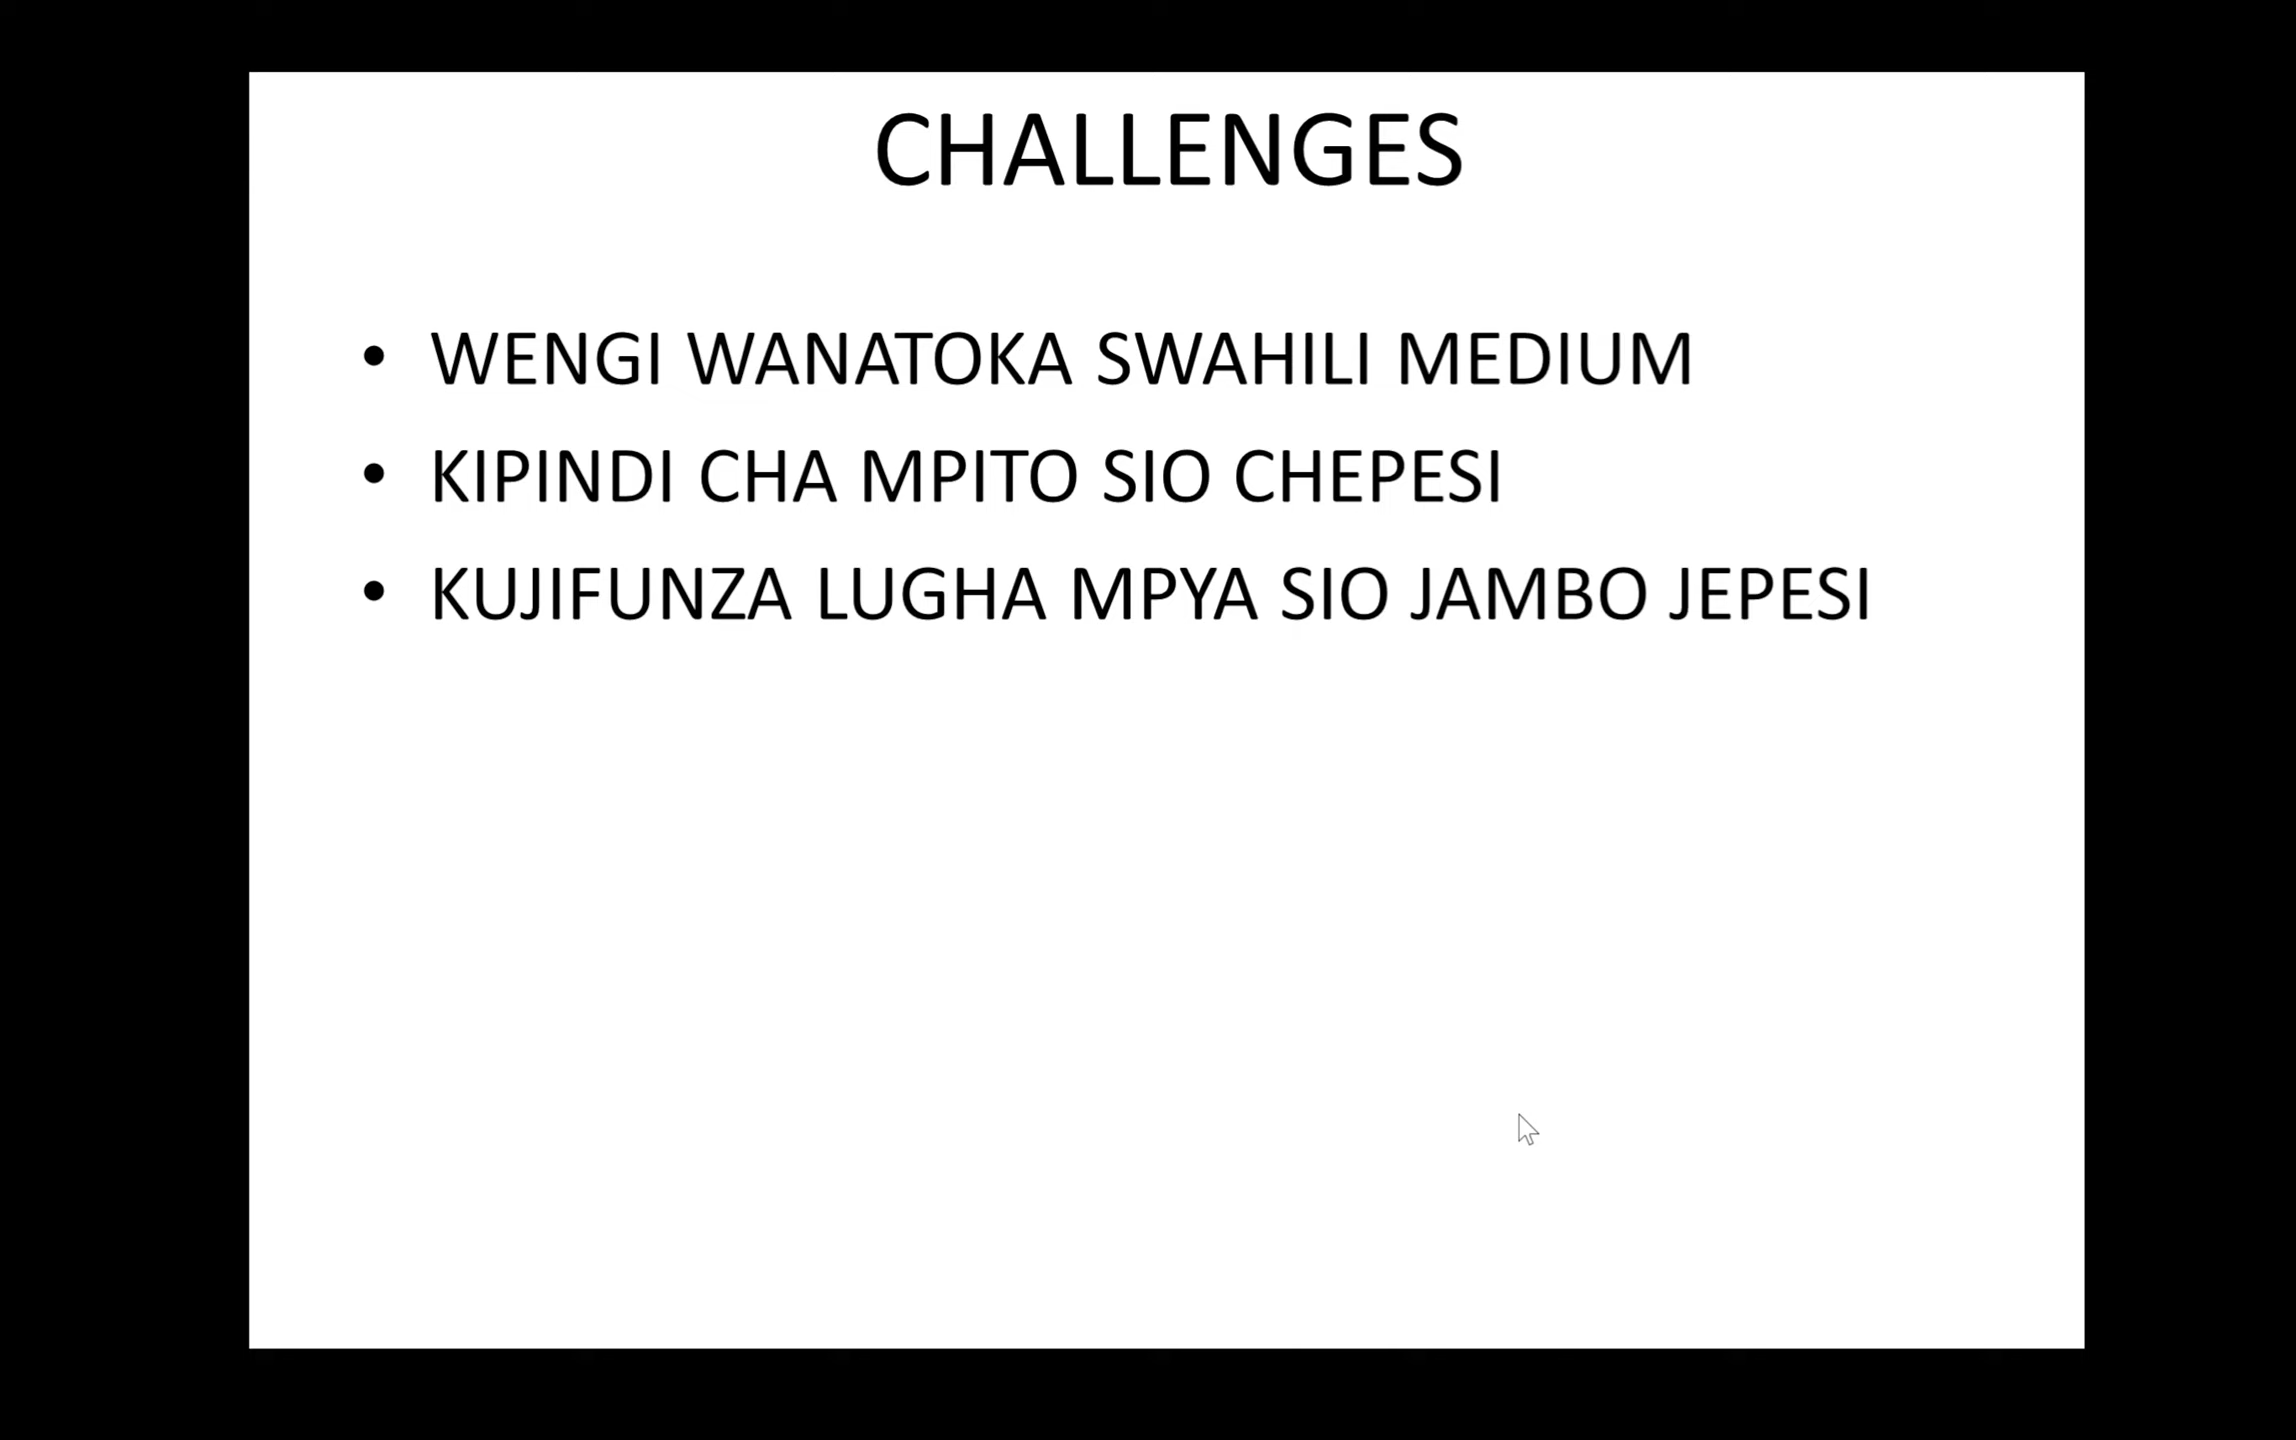 CHALLENGES
• WENGI WANATOKA SWAHILI MEDIUM
• KIPINDI CHA MPITO SIO CHEPESI
• KUJIFUNZA LUGHA MPYA SIO JAMBO JEPESI